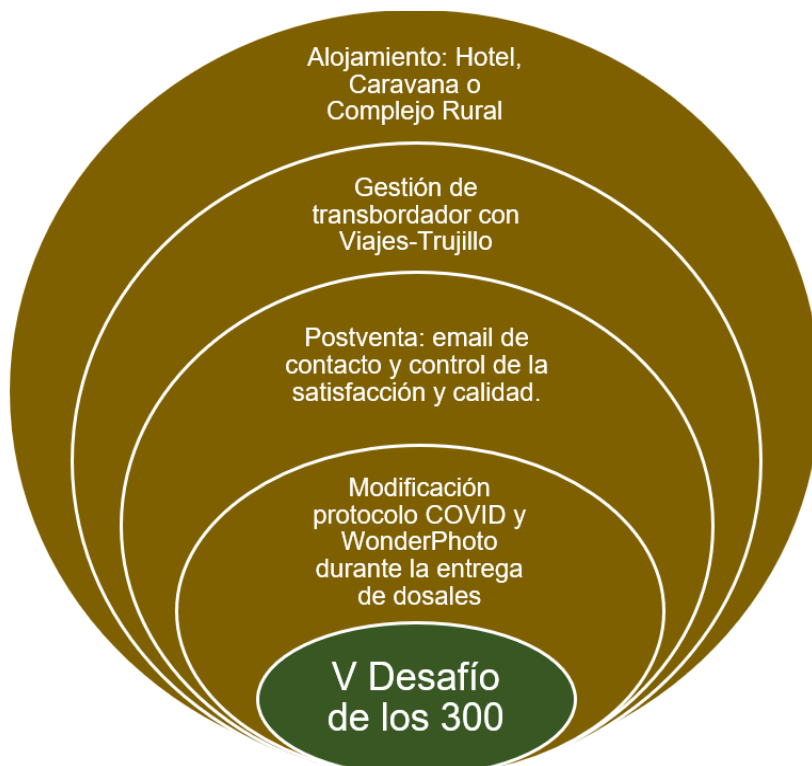 Alojamiento: Hotel,
Caravana o
Complejo Rural
Gestión de
transbordador con
Viajes-Trujillo
Postventa: email de
contacto y control de la
satisfacción y calidad.
Modificación
protocolo COVID y
WonderPhoto
durante la entrega
de dosales
V Desafío
de los 300